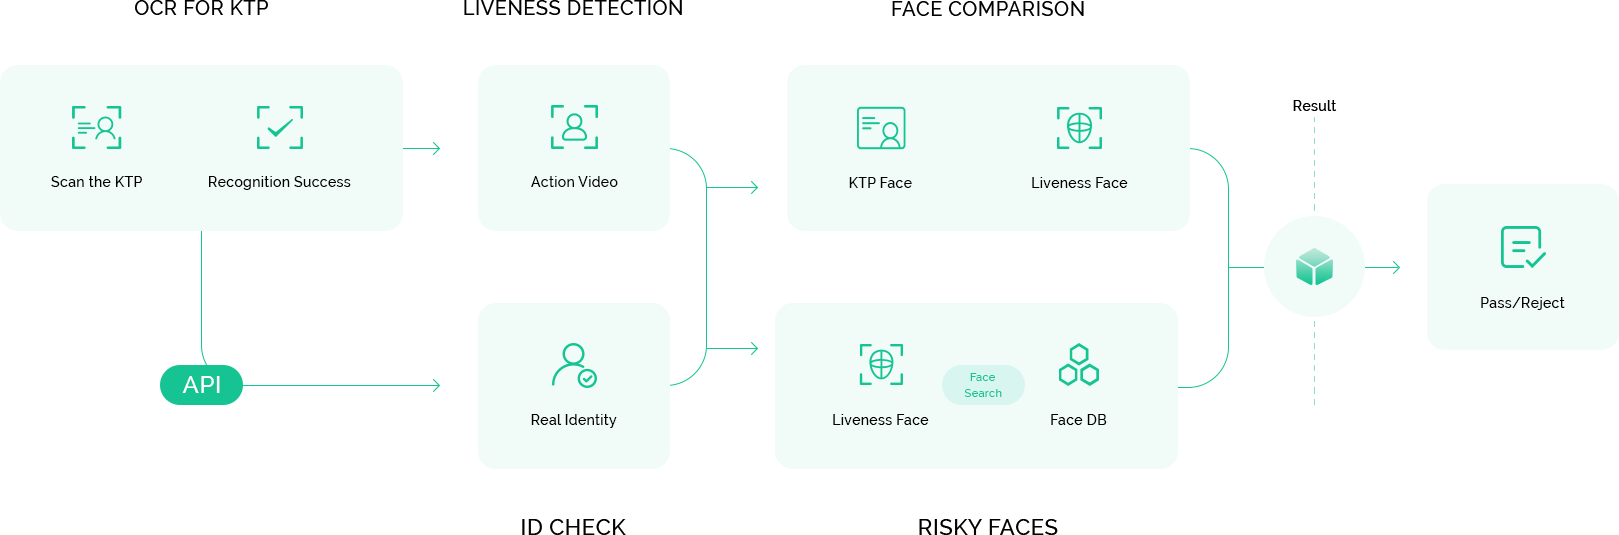 OCR FOR KTP
LIVENESS DETECTION
FACE COMPARISON
Scan the KTP
Recognition Success
Action Video
KTP Face
Liveness Face
Result
Pass/Reject
API
Real Identity
Liveness Face
Face
Search
Face DB
ID CHECK
RISKY FACES